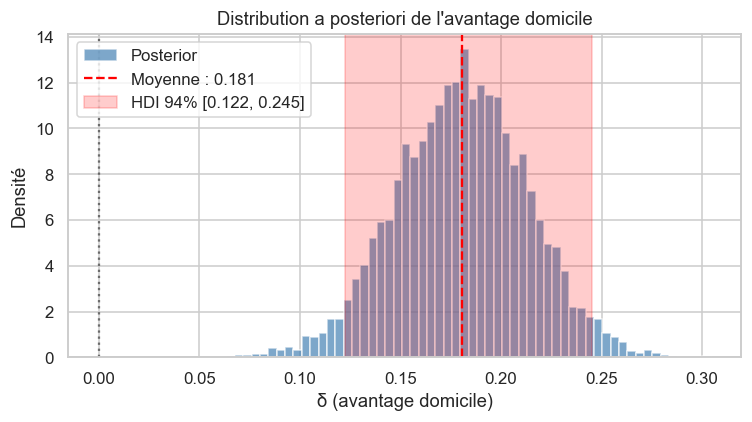 Distribution a posteriori de l'avantage domicile
Posterior
Moyenne : 0.181
HDI 94% [0.122, 0.245]
Densité
14
12
10
8
6
4
2
0
0.00 0.05 0.10 0.15 0.20 0.25 0.30
δ (avantage domicile)